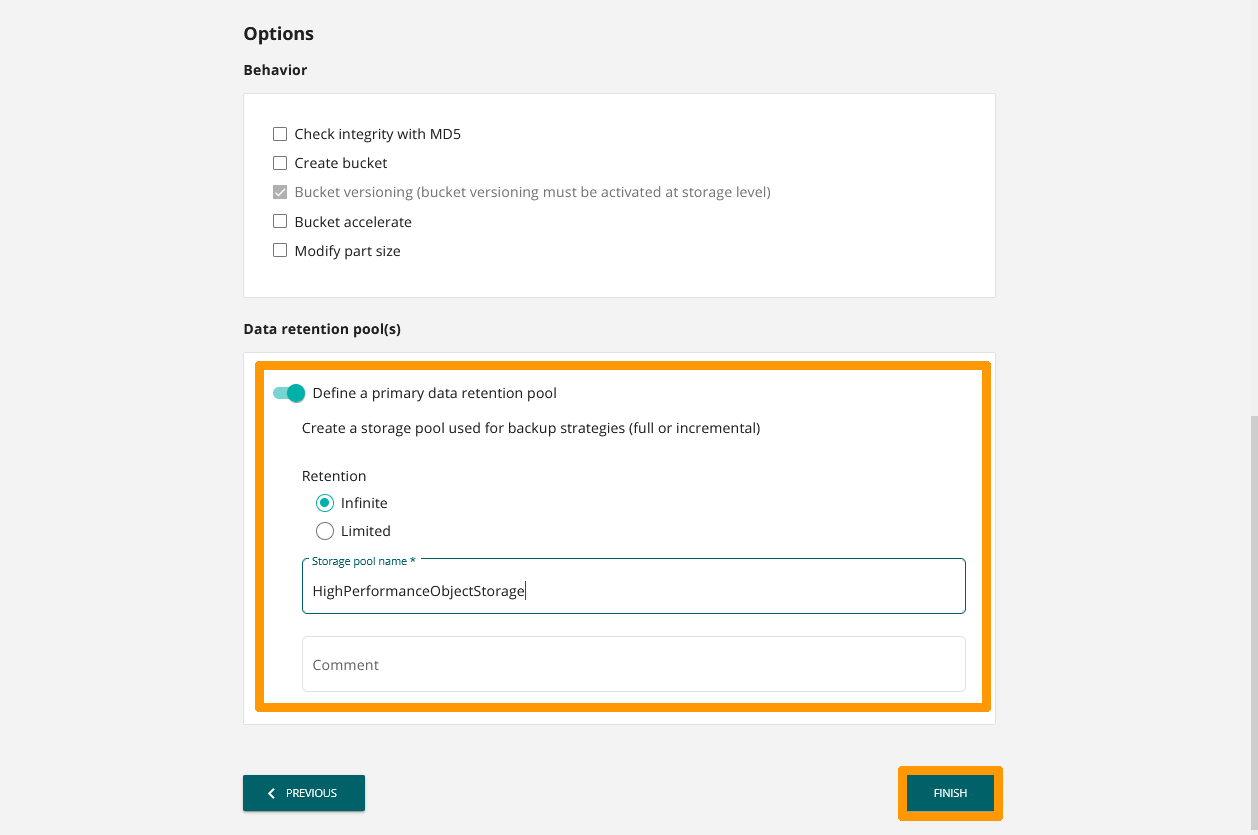 Options
Behavior
Check integrity with MD5
Create bucket
Bucket versioning (bucket versioning must be activated at storage level)
Bucket accelerate
Modify part size
Data retention pool(s)
Define a primary data retention pool
Create a storage pool used for backup strategies (full or incremental)
Retention
Infinite
Limited
Storage pool name *
HighPerformanceObjectStorage
Comment
PREVIOUS
FINISH